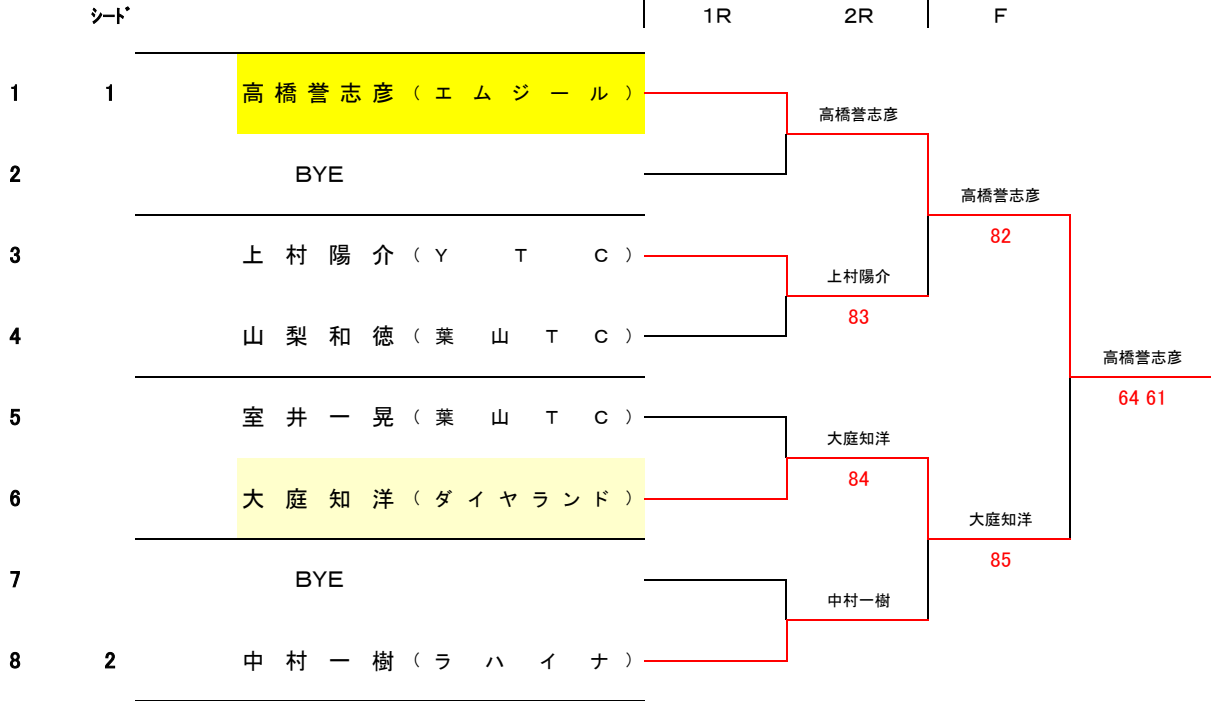 ｼｰﾄﾞ 1R 2R F
1 1 高橋誉志彦（エムジール）
高橋誉志彦
2 BYE
高橋誉志彦
82
3 上村陽介（YTC）
上村陽介
83
4 山梨和徳（葉山TC）
高橋誉志彦
64 61
5 室井一晃（葉山TC）
大庭知洋
84
6 大庭知洋（ダイヤランド）
大庭知洋
85
7 BYE
中村一樹
8 2 中村一樹（ラハイナ）